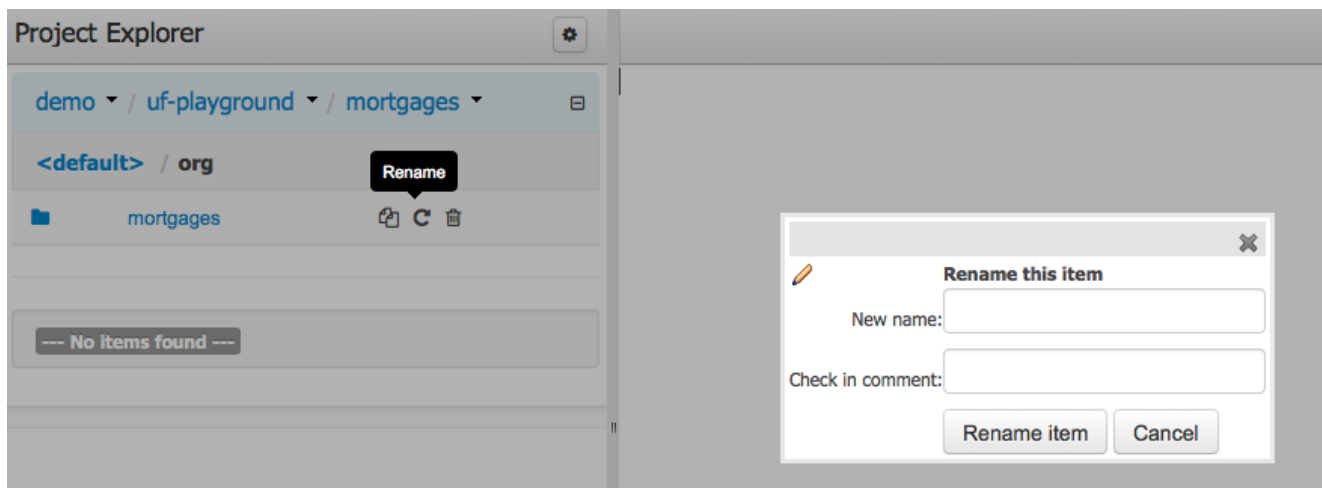 Project Explorer
demo / uf-playground / mortgages
<default> / org
Rename
mortgages
--- No items found ---
Rename this item
New name:
Check in comment:
Rename item Cancel